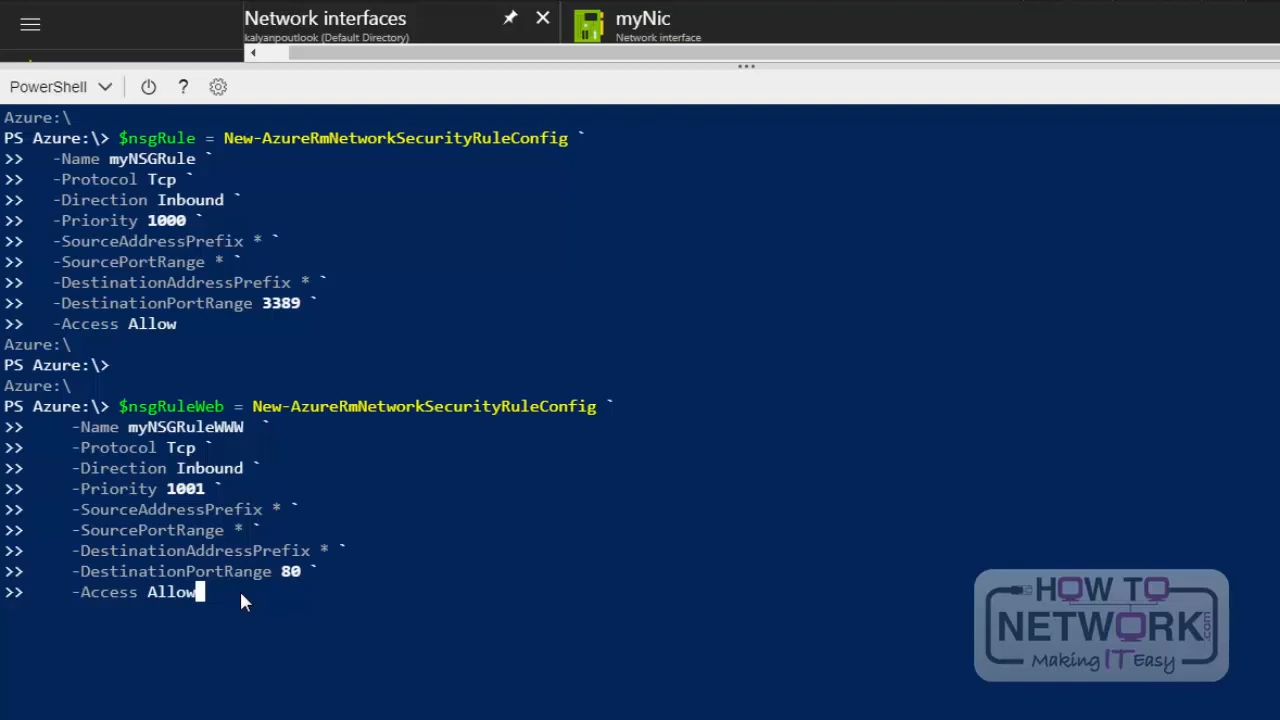 Network interfaces
kalyanpoutlook (Default Directory)
myNic
Network interface
PowerShell
?
Azure:\
PS Azure:\> $nsgRule = New-AzureRmNetworkSecurityRuleConfig `
>> -Name myNSGRule `
>> -Protocol Tcp `
>> -Direction Inbound `
>> -Priority 1000 `
>> -SourceAddressPrefix * `
>> -SourcePortRange * `
>> -DestinationAddressPrefix * `
>> -DestinationPortRange 3389 `
>> -Access Allow
Azure:\
PS Azure:\>
Azure:\
PS Azure:\> $nsgRuleWeb = New-AzureRmNetworkSecurityRuleConfig `
>> -Name myNSGRuleWWW  `
>> -Protocol Tcp `
>> -Direction Inbound `
>> -Priority 1001 `
>> -SourceAddressPrefix * `
>> -SourcePortRange * `
>> -DestinationAddressPrefix * `
>> -DestinationPortRange 80 `
>> -Access Allow
HOW TO
NETWORK.com
Making IT Easy